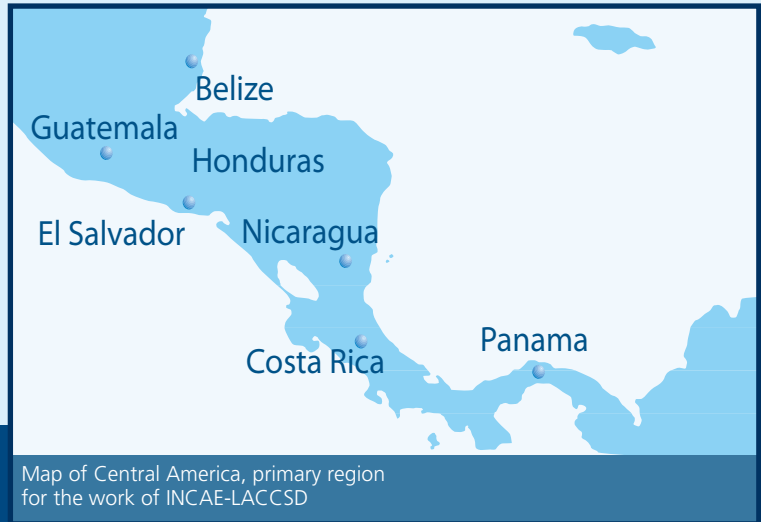 Belize
Guatemala
Honduras
El Salvador
Nicaragua
Costa Rica
Panama
Map of Central America, primary region
for the work of INCAE-LACCSD